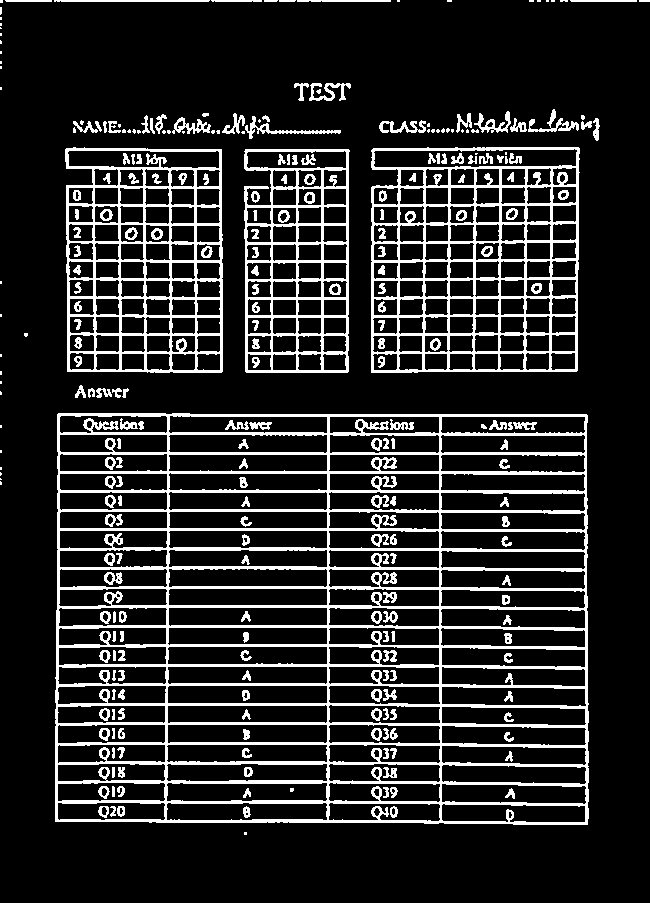 TEST
NAME: Hồ Quốc Nghĩa CLASS: Machine learning
Mã lớp Mã đề Mã số sinh viên
1 2 2 8 3 1 0 5 1 8 1 3 1 5 0
0 0 O 0 O
1 O 1 O 1 O O O
2 O O 2 2
3 O 3 3 O
4 4 4
5 5 O 5 O
6 6 6
7 7 7
8 O 8 8 O
9 9 9
Answer
Questions Answer Questions Answer
Q1 A Q21 A
Q2 A Q22 C
Q3 B Q23
Q4 A Q24 A
Q5 C Q25 B
Q6 D Q26 C
Q7 A Q27
Q8 Q28 A
Q9 Q29 D
Q10 A Q30 A
Q11 B Q31 B
Q12 C Q32 C
Q13 A Q33 A
Q14 D Q34 A
Q15 A Q35 C
Q16 B Q36 C
Q17 C Q37 A
Q18 D Q38
Q19 A Q39 A
Q20 B Q40 D